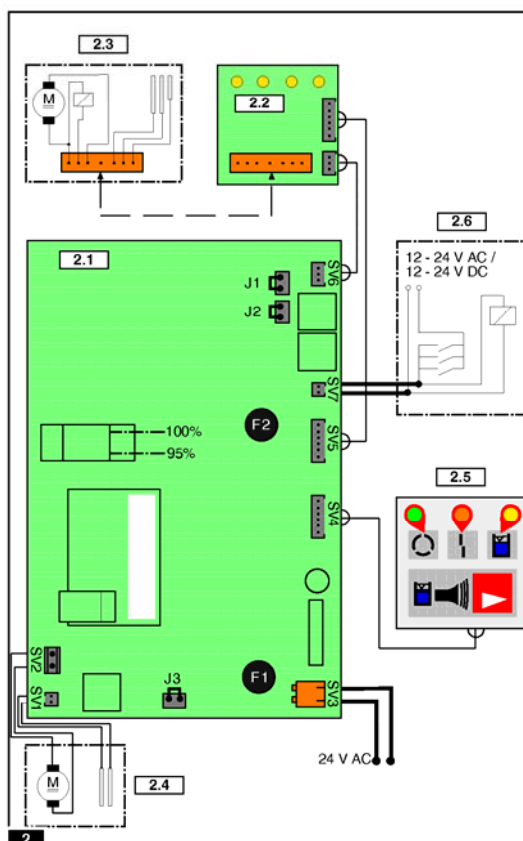 2.3
M
2.2
2.6
12 - 24 V AC /
12 - 24 V DC
2.1
J1
J2
SV6
SV7
F2
100%
95%
SV5
2.5
SV4
SV2
SV1
J3
F1
SV3
24 V AC
M
2.4
2